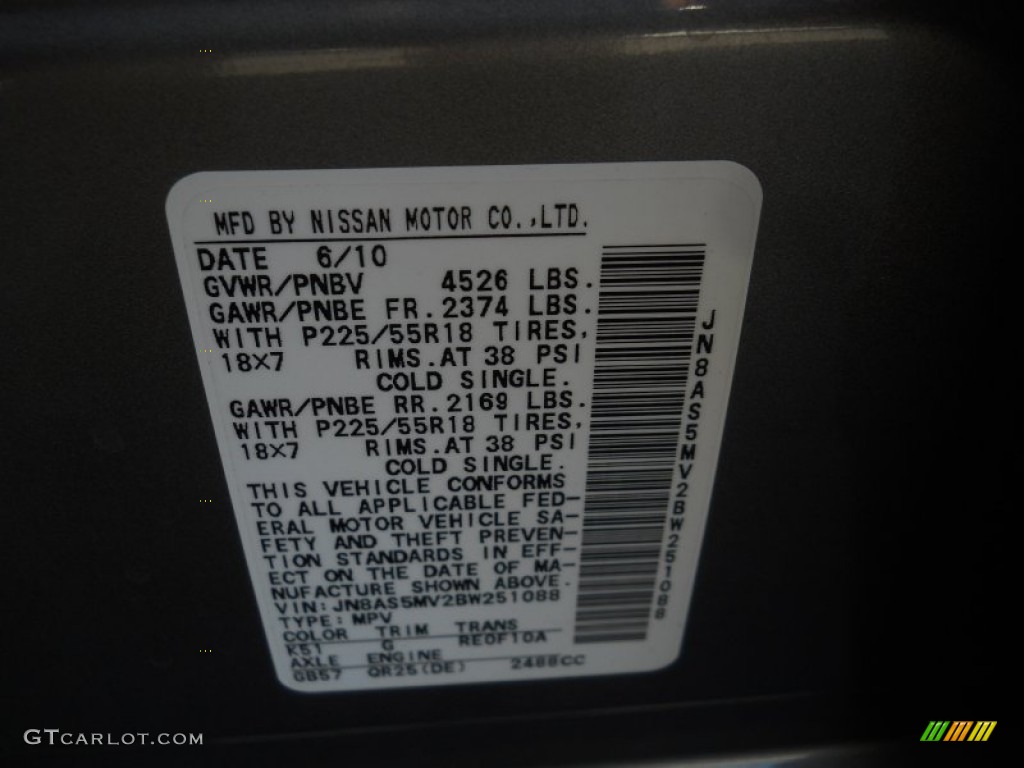 MFD BY NISSAN MOTOR CO.,LTD.
DATE 6/10
GVWR/PNBV 4526 LBS.
GAWR/PNBE FR.2374 LBS.
WITH P225/55R18 TIRES,
18X7 RIMS.AT 38 PSI
COLD SINGLE.
GAWR/PNBE RR.2169 LBS.
WITH P225/55R18 TIRES,
18X7 RIMS.AT 38 PSI
COLD SINGLE.
THIS VEHICLE CONFORMS
TO ALL APPLICABLE FED-
ERAL MOTOR VEHICLE SA-
FETY AND THEFT PREVEN-
TION STANDARDS IN EFF-
ECT ON THE DATE OF MA-
NUFACTURE SHOWN ABOVE.
VIN:JN8AS5MV2BW251088
TYPE:MPV
COLOR TRIM TRANS
K51 G RE0F10A
AXLE ENGINE
GB57 QR25(DE) 2488CC
JN8AS5MV2BW251088
GTCARLOT.COM